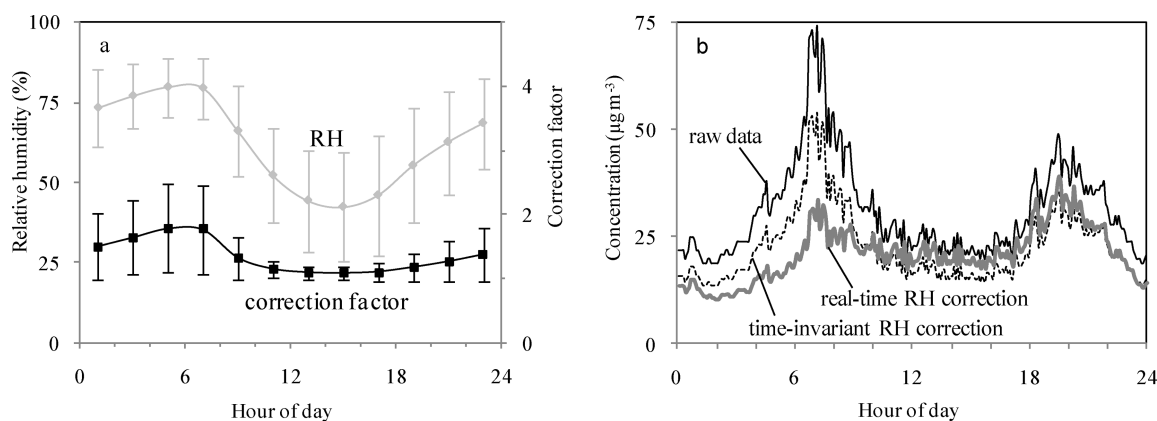 a
100
75
50
25
0
Relative humidity (%)
RH
correction factor
4
2
0
Correction factor
0 6 12 18 24
Hour of day
b
75
50
25
0
Concentration (µg m-3)
raw data
real-time RH correction
time-invariant RH correction
0 6 12 18 24
Hour of day